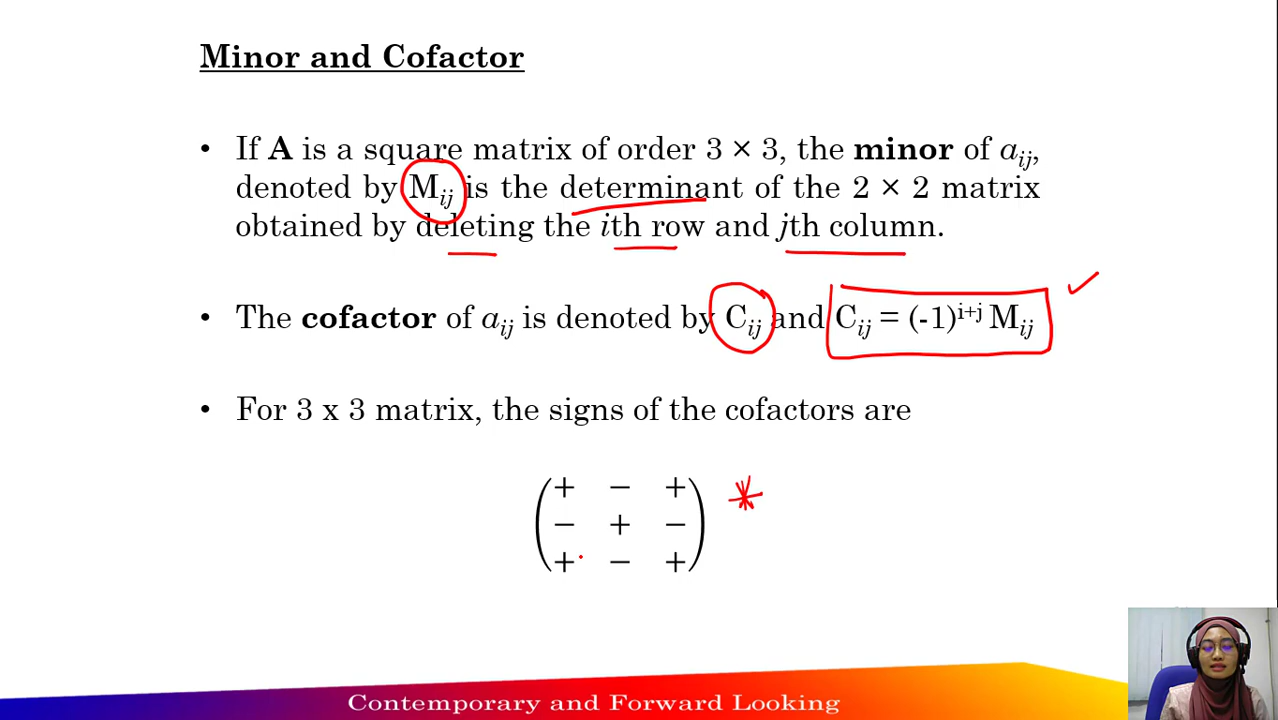 Minor and Cofactor
• If A is a square matrix of order 3 × 3, the minor of aij,
denoted by Mij is the determinant of the 2 × 2 matrix
obtained by deleting the ith row and jth column.
• The cofactor of aij is denoted by Cij and Cij = (-1)^i+j Mij
• For 3 x 3 matrix, the signs of the cofactors are
+ − +
− + −
+ − +
Contemporary and Forward Looking